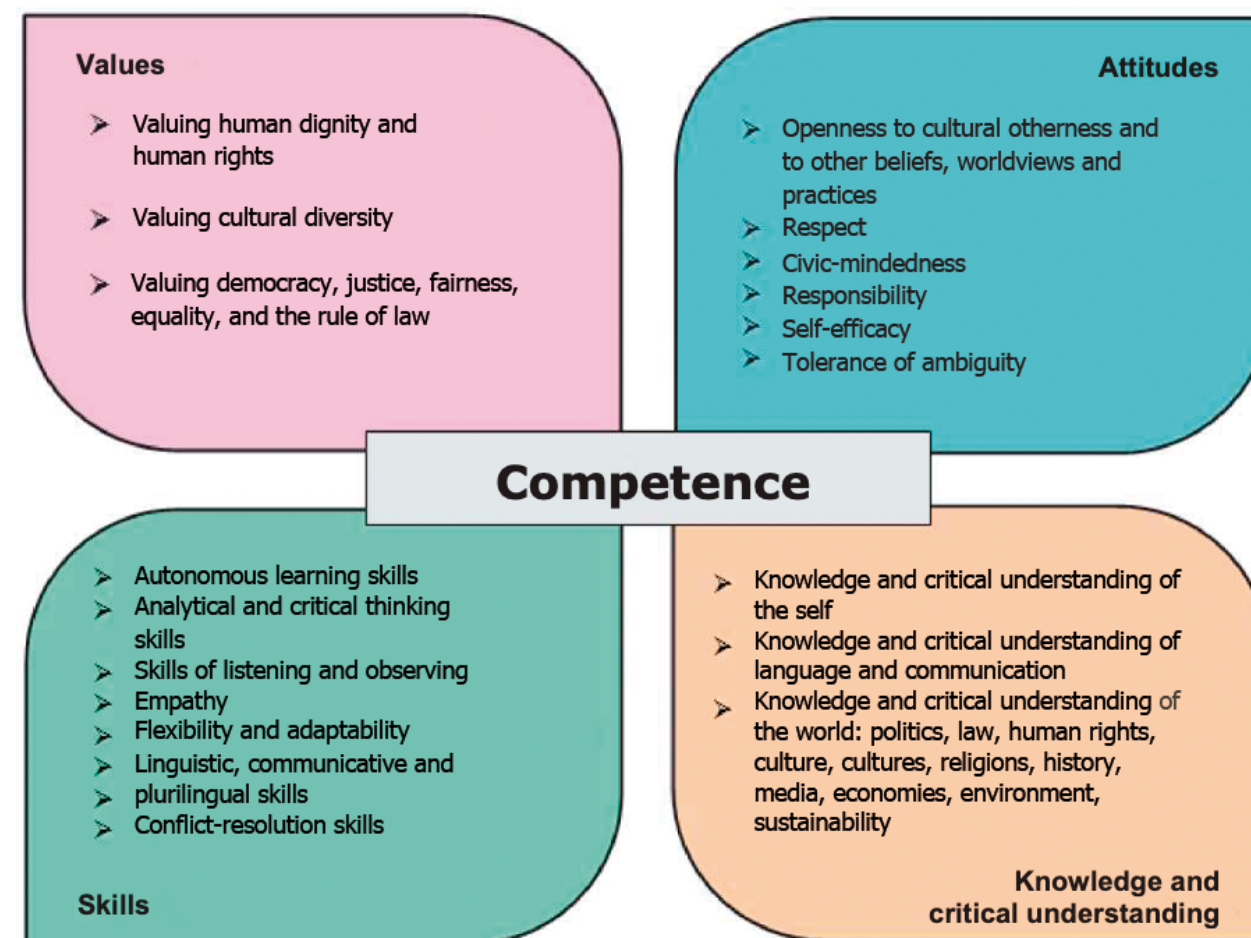 Values
➢ Valuing human dignity and
human rights
➢ Valuing cultural diversity
➢ Valuing democracy, justice, fairness,
equality, and the rule of law
Attitudes
➢ Openness to cultural otherness and
to other beliefs, worldviews and
practices
➢ Respect
➢ Civic-mindedness
➢ Responsibility
➢ Self-efficacy
➢ Tolerance of ambiguity
Competence
➢ Autonomous learning skills
➢ Analytical and critical thinking
skills
➢ Skills of listening and observing
➢ Empathy
➢ Flexibility and adaptability
➢ Linguistic, communicative and
➢ plurilingual skills
➢ Conflict-resolution skills
Skills
➢ Knowledge and critical understanding of
the self
➢ Knowledge and critical understanding of
language and communication
➢ Knowledge and critical understanding of
the world: politics, law, human rights,
culture, cultures, religions, history,
media, economies, environment,
sustainability
Knowledge and
critical understanding